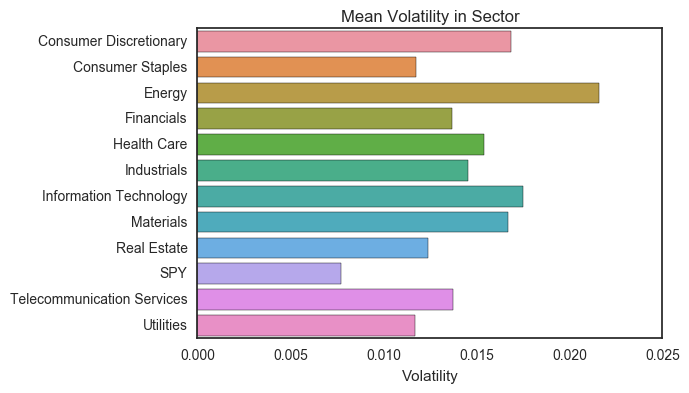 Mean Volatility in Sector
Consumer Discretionary
Consumer Staples
Energy
Financials
Health Care
Industrials
Information Technology
Materials
Real Estate
SPY
Telecommunication Services
Utilities
0.000 0.005 0.010 0.015 0.020 0.025
Volatility